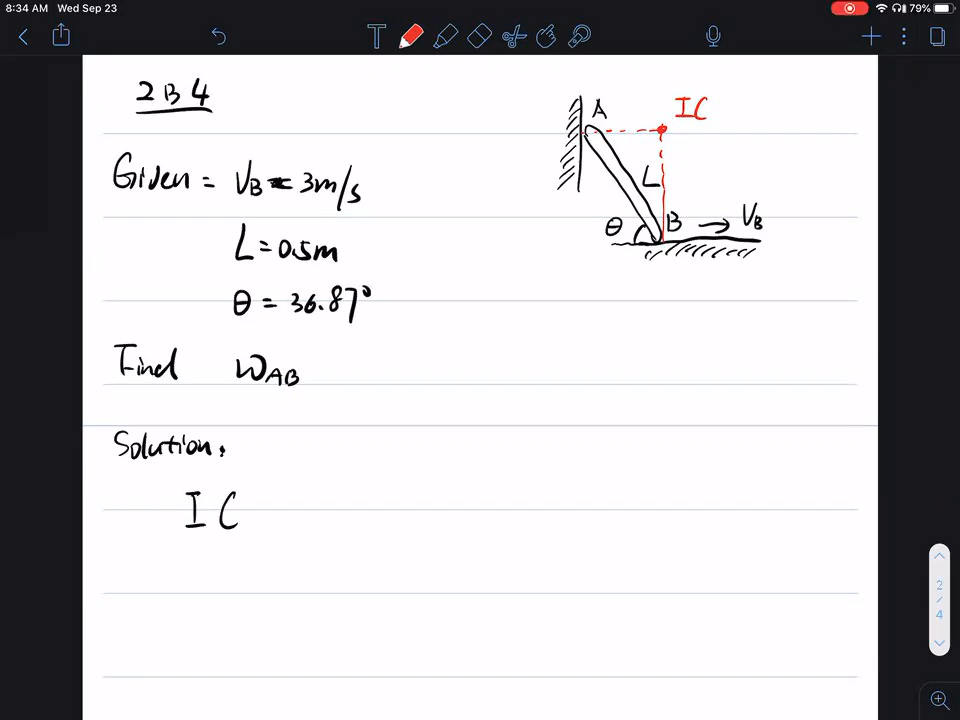 8:34 AM Wed Sep 23
79%
2B4
A
IC
Given = VB = 3m/s
L
θ
B → VB
L = 0.5m
θ = 36.87°
Find ωAB
Solution:
IC
2
/
4